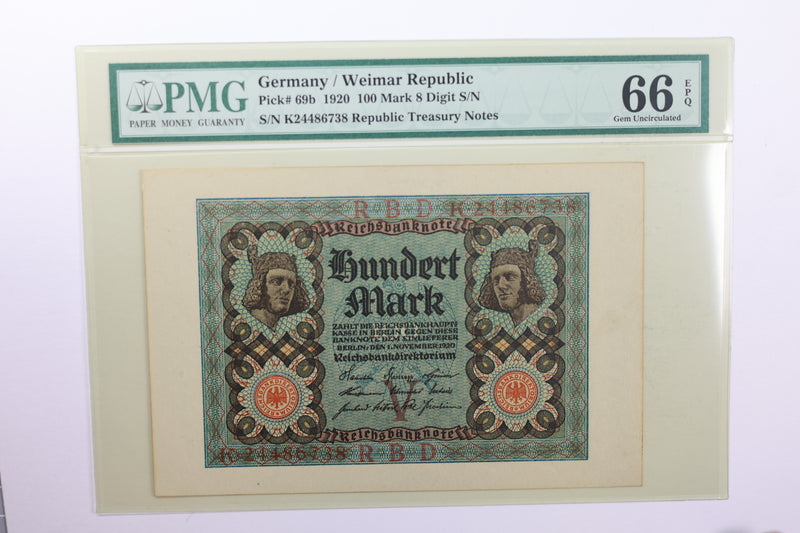 PMG
PAPER MONEY GUARANTY
Germany / Weimar Republic
Pick# 69b 1920 100 Mark 8 Digit S/N
S/N K24486738 Republic Treasury Notes
66 EPQ
Gem Uncirculated
R B D K·24486738
Reichsbanknote
Hundert
Mark
ZAHLT DIE REICHSBANKHAUPT=
KASSE IN BERLIN GEGEN DIESE
BANKNOTE DEM EINLIEFERER
BERLIN, DEN 1. NOVEMBER 1920
Reichsbankdirektorium
Y
Reichsbanknote
K·24486738 R B D